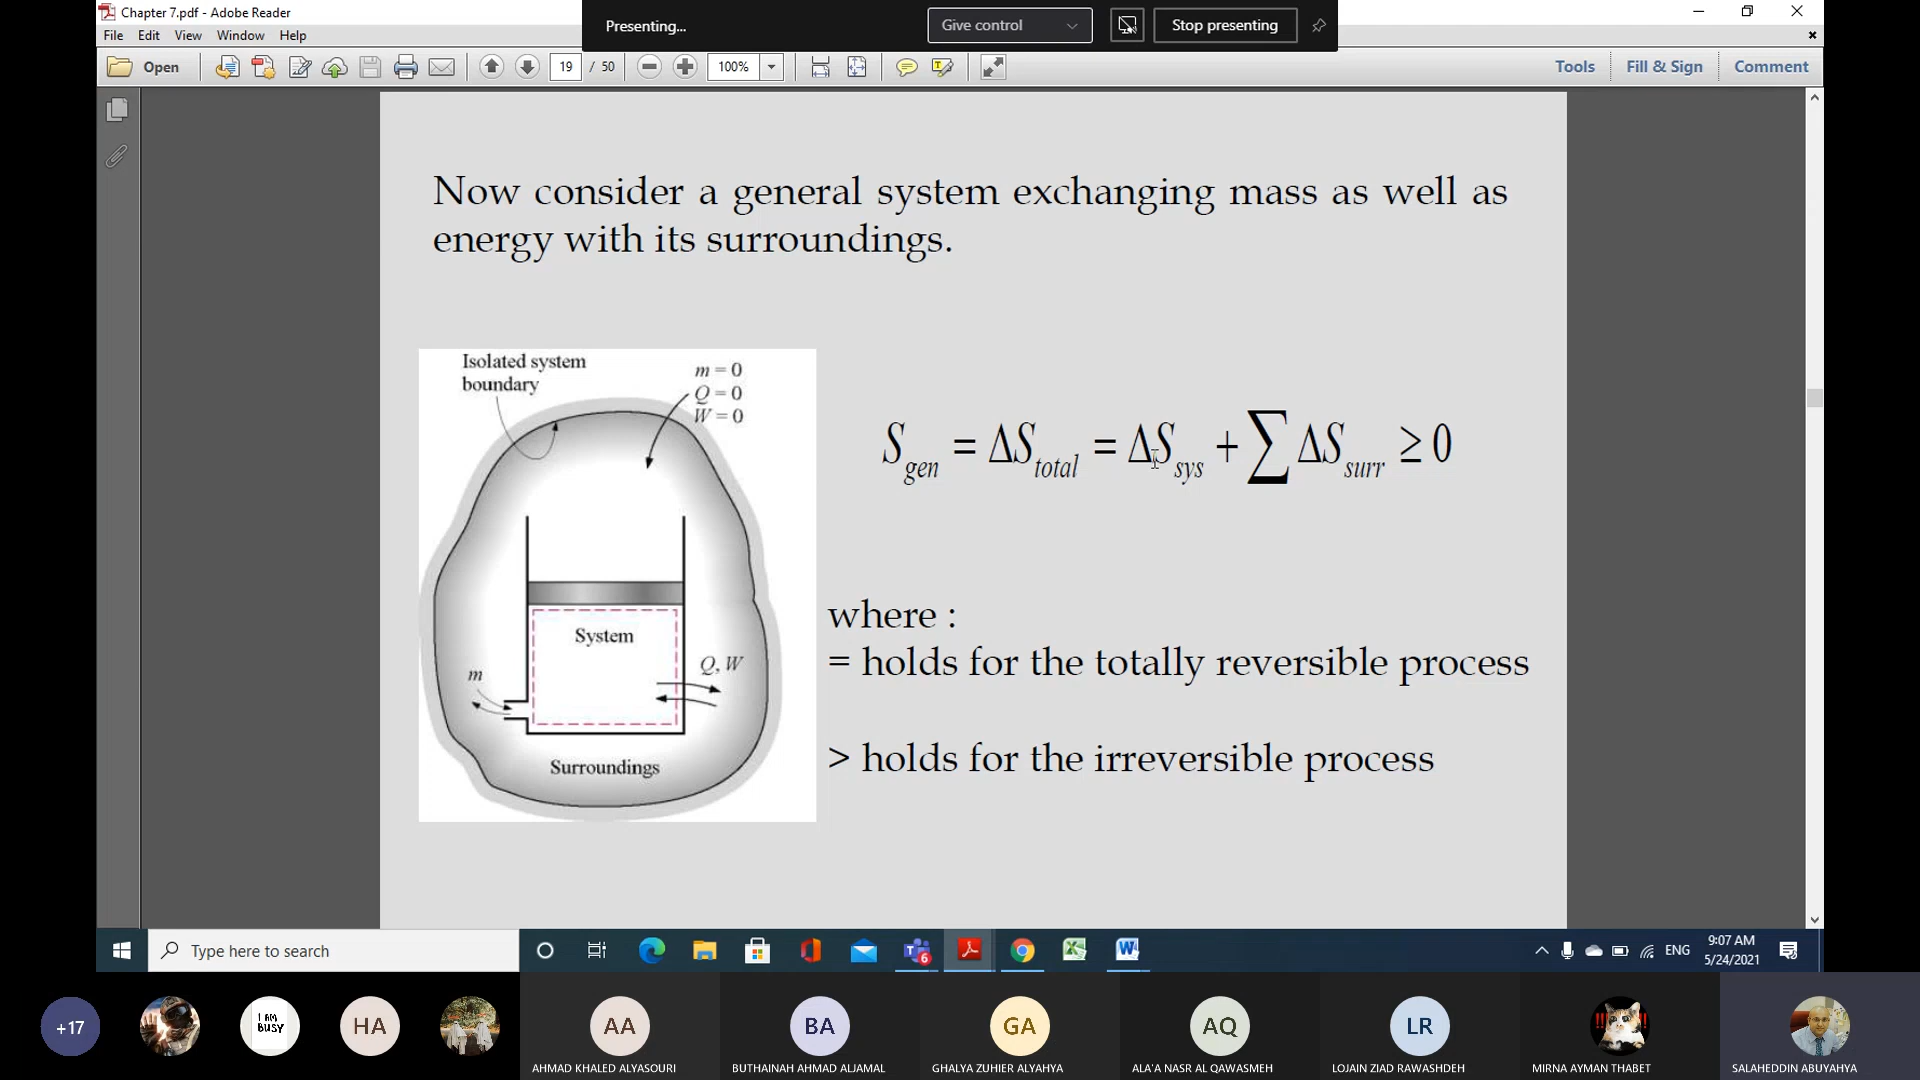 Chapter 7.pdf - Adobe Reader
Presenting...
Give control
Stop presenting
File Edit View Window Help
Open
19 / 50
100%
Tools
Fill & Sign
Comment
Now consider a general system exchanging mass as well as
energy with its surroundings.
Isolated system
boundary
m = 0
Q = 0
W = 0
System
Q, W
m
Surroundings
S_gen = ΔS_total = ΔS_sys + ∑ ΔS_surr ≥ 0
where :
= holds for the totally reversible process
> holds for the irreversible process
Type here to search
6
ENG
9:07 AM
5/24/2021
+17
I AM
BUSY
HA
AA
BA
GA
AQ
LR
AHMAD KHALED ALYASOURI
BUTHAINAH AHMAD ALJAMAL
GHALYA ZUHIER ALYAHYA
ALA'A NASR AL QAWASMEH
LOJAIN ZIAD RAWASHDEH
!! !!
MIRNA AYMAN THABET
SALAHEDDIN ABUYAHYA